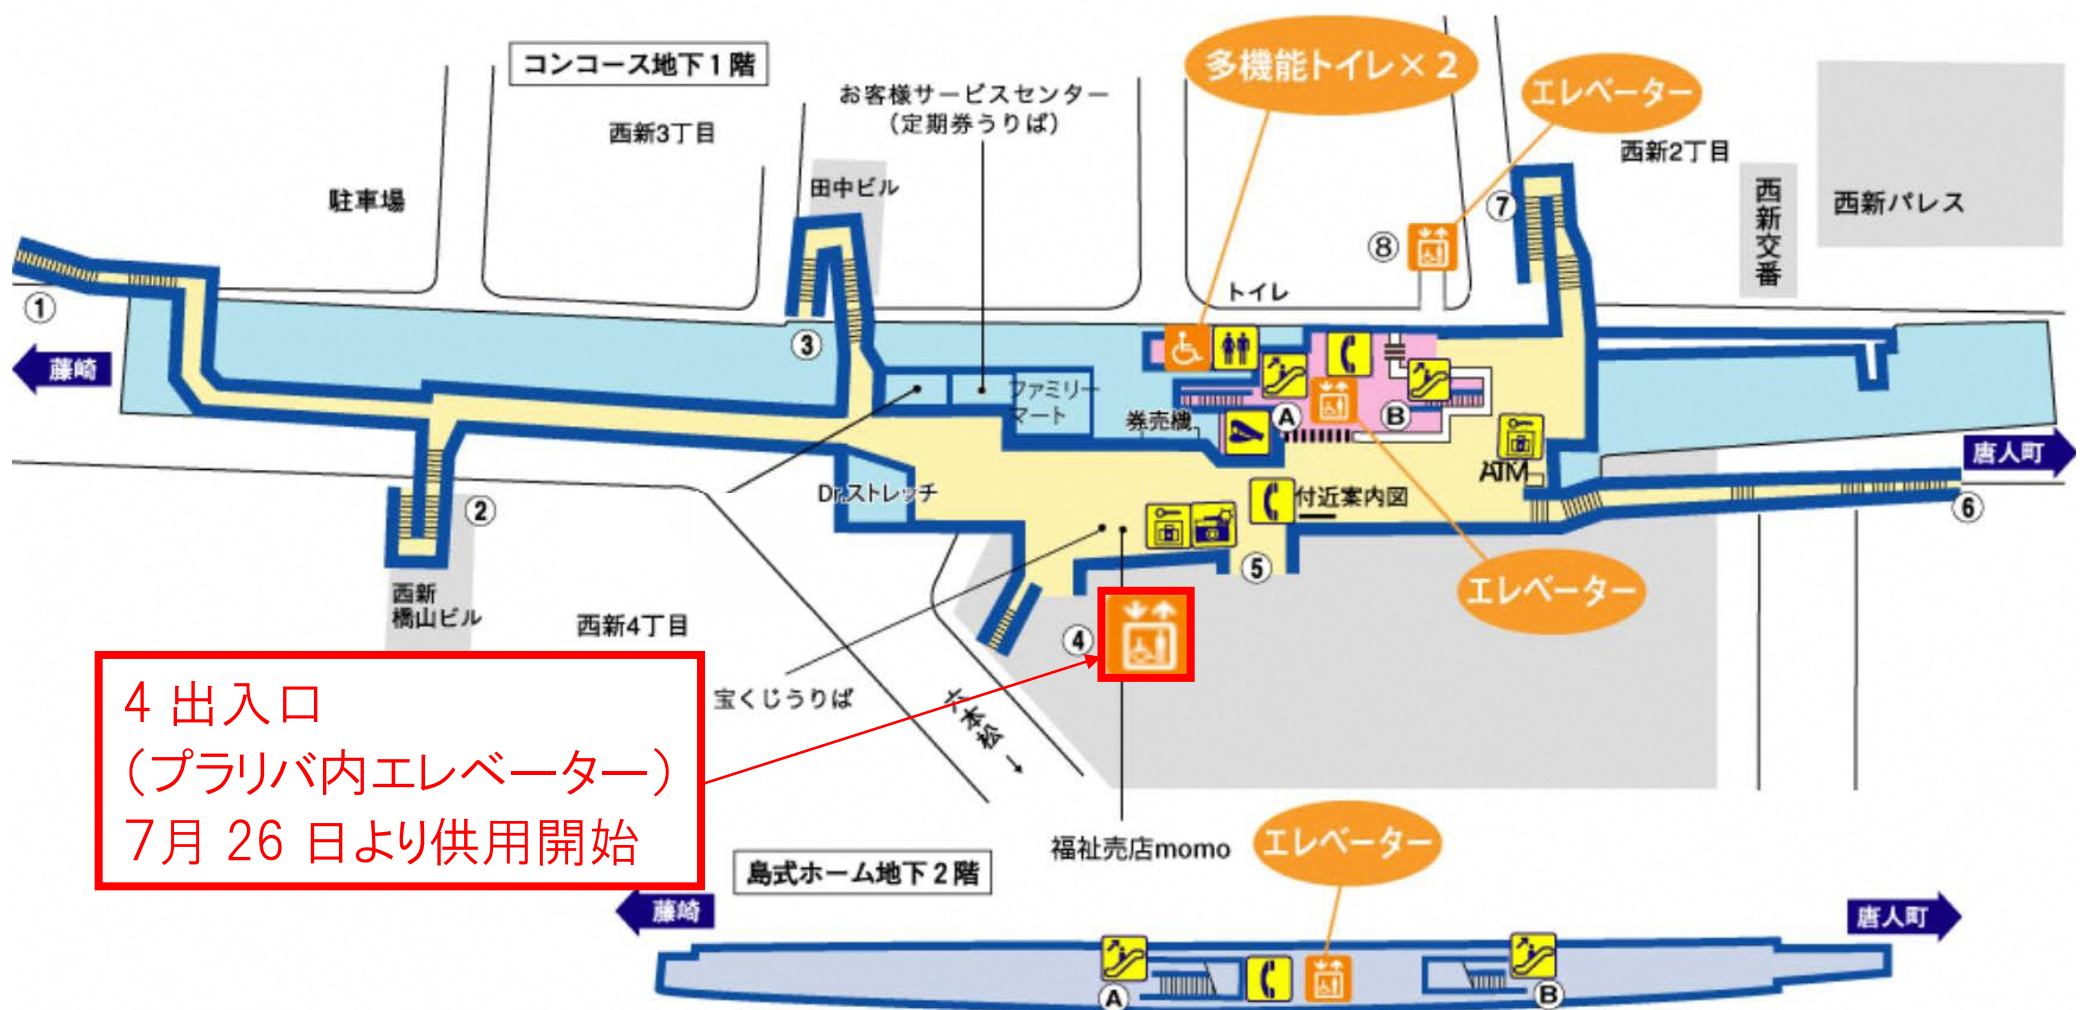 コンコース地下1階
多機能トイレ×2
エレベーター
お客様サービスセンター
（定期券うりば）
西新3丁目
西新2丁目
駐車場
田中ビル
西新交番
西新パレス
⑦
⑧
トイレ
①
③
藤崎
ファミリー
マート
券売機
A
B
ATM
唐人町
Dr.ストレッチ
付近案内図
②
⑥
⑤
エレベーター
西新
橋山ビル
西新4丁目
④
4 出入口
（プラリバ内エレベーター）
7月 26 日より供用開始
宝くじうりば
六本松→
福祉売店momo
エレベーター
島式ホーム地下2階
藤崎
唐人町
A
B